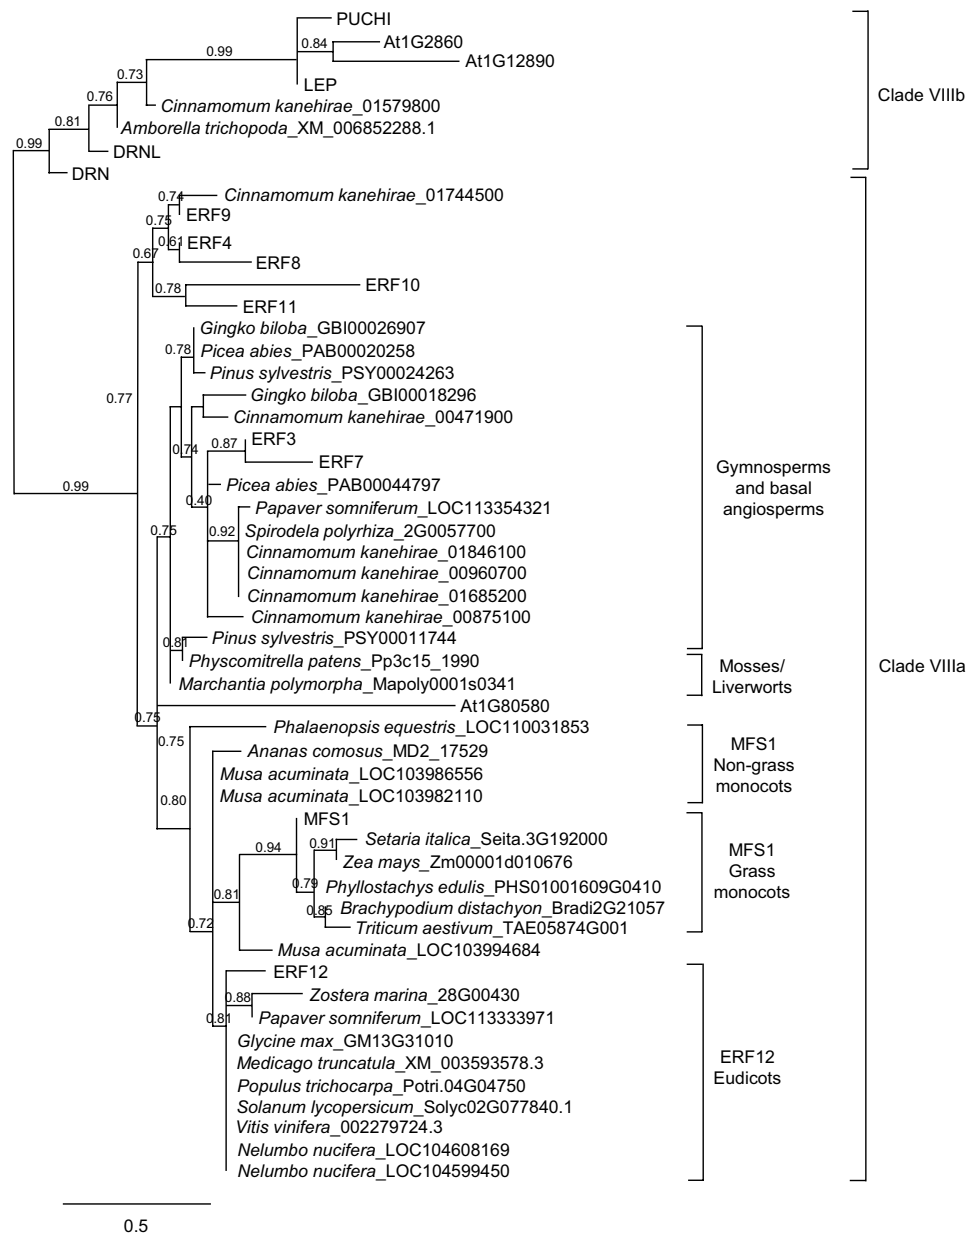 PUCHI
0.84
At1G2860
0.99
At1G12890
0.73
LEP
0.76
Cinnamomum kanehirae_01579800
Clade VIIIb
0.81
Amborella trichopoda_XM_006852288.1
0.99
DRNL
DRN
0.74
Cinnamomum kanehirae_01744500
ERF9
0.75
0.61
ERF4
0.67
ERF8
0.78
ERF10
ERF11
Gingko biloba_GBI00026907
0.78
Picea abies_PAB00020258
Pinus sylvestris_PSY00024263
0.77
Gingko biloba_GBI00018296
Cinnamomum kanehirae_00471900
0.74
0.87
ERF3
ERF7
0.99
Picea abies_PAB00044797
0.40
Papaver somniferum_LOC113354321
0.75
0.92
Spirodela polyrhiza_2G0057700
Cinnamomum kanehirae_01846100
Cinnamomum kanehirae_00960700
Cinnamomum kanehirae_01685200
Cinnamomum kanehirae_00875100
Gymnosperms
and basal
angiosperms
0.81
Pinus sylvestris_PSY00011744
Physcomitrella patens_Pp3c15_1990
Marchantia polymorpha_Mapoly0001s0341
Mosses/
Liverworts
Clade VIIIa
At1G80580
0.75
0.75
Phalaenopsis equestris_LOC110031853
Ananas comosus_MD2_17529
Musa acuminata_LOC103986556
Musa acuminata_LOC103982110
MFS1
Non-grass
monocots
0.80
MFS1
0.94
0.91
Setaria italica_Seita.3G192000
Zea mays_Zm00001d010676
0.79
Phyllostachys edulis_PHS01001609G0410
0.81
0.85
Brachypodium distachyon_Bradi2G21057
Triticum aestivum_TAE05874G001
MFS1
Grass
monocots
0.72
Musa acuminata_LOC103994684
ERF12
0.88
Zostera marina_28G00430
0.81
Papaver somniferum_LOC113333971
Glycine max_GM13G31010
Medicago truncatula_XM_003593578.3
Populus trichocarpa_Potri.04G04750
Solanum lycopersicum_Solyc02G077840.1
Vitis vinifera_002279724.3
Nelumbo nucifera_LOC104608169
Nelumbo nucifera_LOC104599450
ERF12
Eudicots
0.5